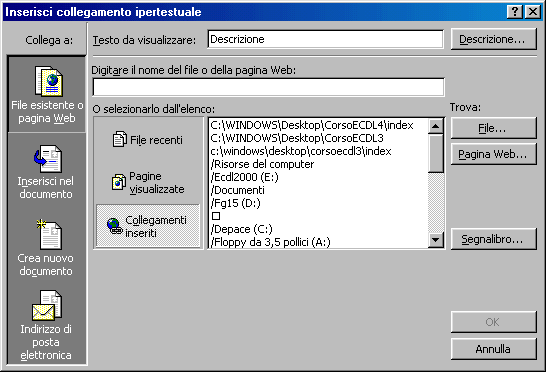 Inserisci collegamento ipertestuale
Collega a:
Testo da visualizzare:
Descrizione
Descrizione...
File esistente o
pagina Web
Inserisci nel
documento
Crea nuovo
documento
Indirizzo di
posta
elettronica
Digitare il nome del file o della pagina Web:
O selezionarlo dall'elenco:
File recenti
Pagine
visualizzate
Collegamenti
inseriti
C:\WINDOWS\Desktop\CorsoECDL4\index
C:\WINDOWS\Desktop\CorsoECDL3
c:\windows\desktop\corsoecdl3\index
/Risorse del computer
/Ecdl2000 (E:)
/Documenti
/Fg15 (D:)
□
/Depace (C:)
/Floppy da 3,5 pollici (A:)
Trova:
File...
Pagina Web...
Segnalibro...
OK
Annulla